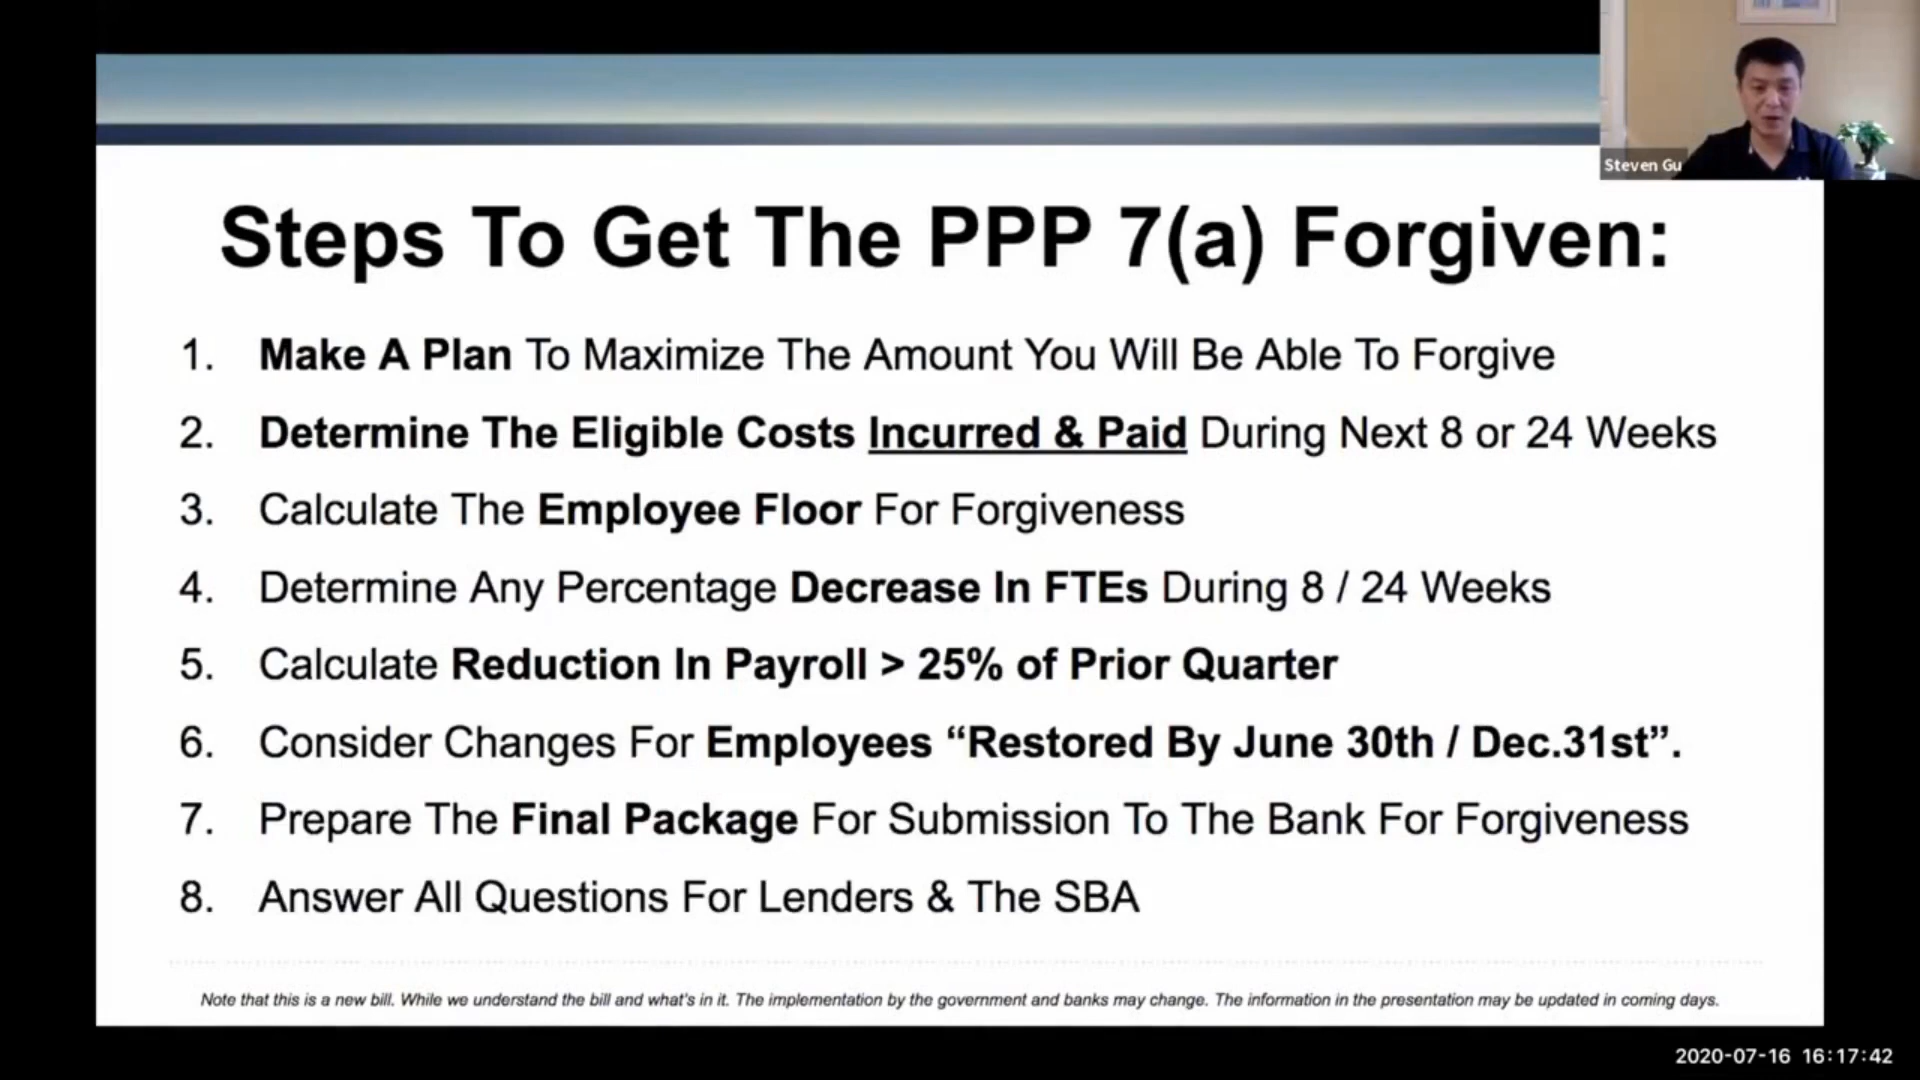 Steven Gu
Steps To Get The PPP 7(a) Forgiven:
1. Make A Plan To Maximize The Amount You Will Be Able To Forgive
2. Determine The Eligible Costs Incurred & Paid During Next 8 or 24 Weeks
3. Calculate The Employee Floor For Forgiveness
4. Determine Any Percentage Decrease In FTEs During 8 / 24 Weeks
5. Calculate Reduction In Payroll > 25% of Prior Quarter
6. Consider Changes For Employees “Restored By June 30th / Dec.31st”.
7. Prepare The Final Package For Submission To The Bank For Forgiveness
8. Answer All Questions For Lenders & The SBA
Note that this is a new bill. While we understand the bill and what's in it. The implementation by the government and banks may change. The information in the presentation may be updated in coming days.
2020-07-16 16:17:42